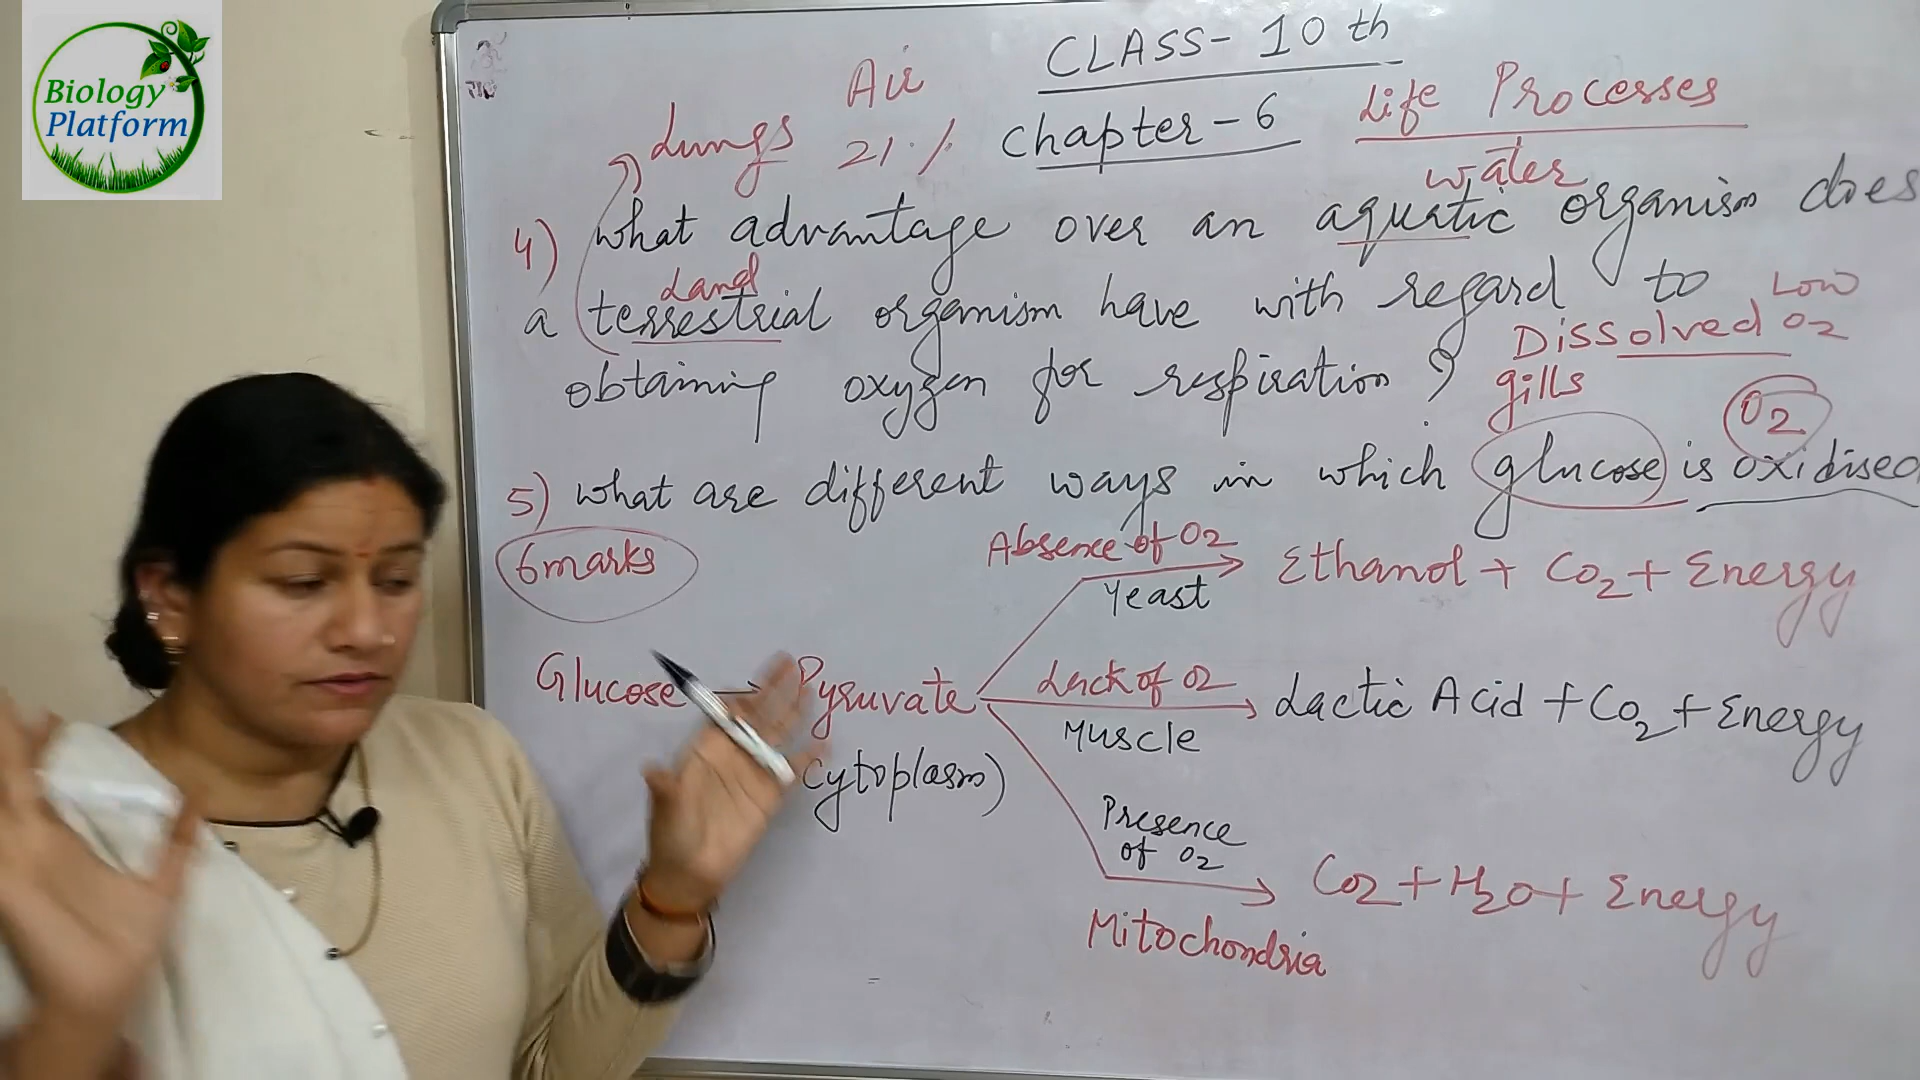 Biology
Platform
CLASS-10th
Air
Lungs 21% Chapter-6 Life Processes
water
4) what advantage over an aquatic organism does
Land
a terrestrial organism have with regard to Low
Dissolved O2
obtaining oxygen for respiration ? gills
O2
5) what are different ways in which glucose is oxidised
6marks
Absence of O2
Yeast
Ethanol + CO2 + Energy
Glucose → Pyruvate
Lack of O2
Muscle
Lactic Acid + CO2 + Energy
cytoplasm)
Presence
of O2
CO2 + H2O + Energy
Mitochondria